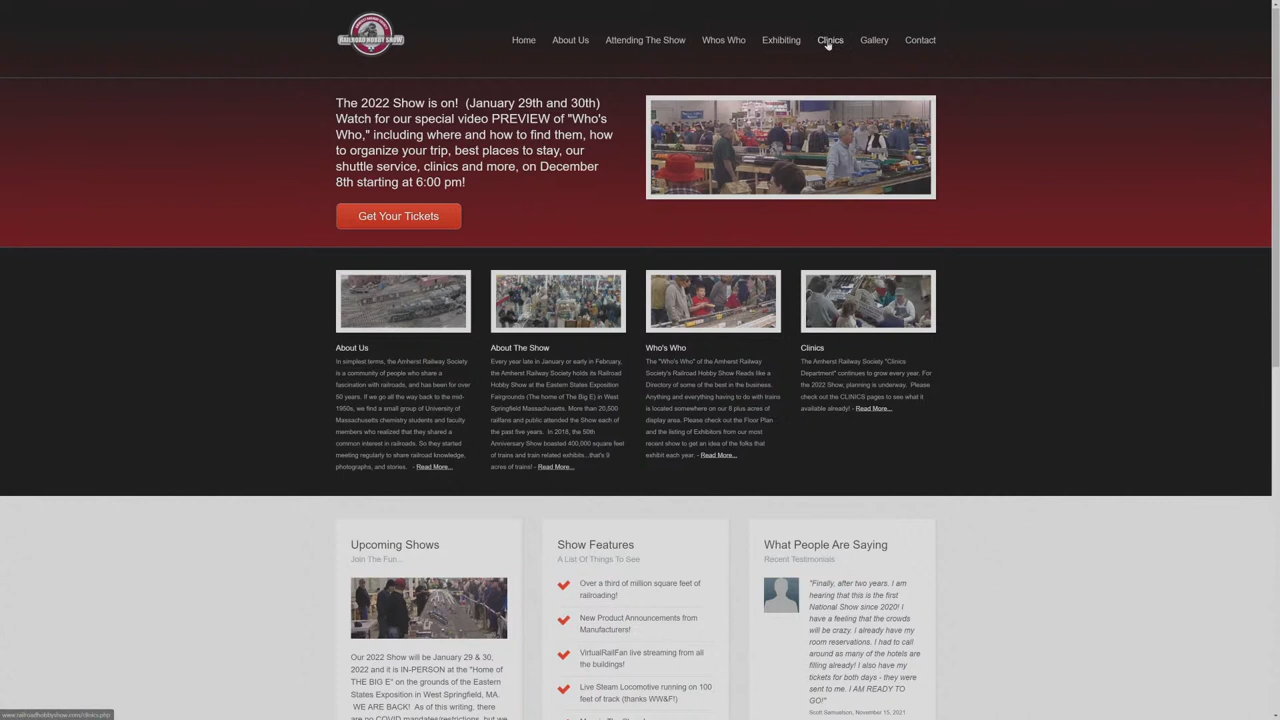 RAILROAD HOBBY SHOW
Home About Us Attending The Show Whos Who Exhibiting Clinics Gallery Contact
The 2022 Show is on! (January 29th and 30th)
Watch for our special video PREVIEW of "Who's
Who," including where and how to find them, how
to organize your trip, best places to stay, our
shuttle service, clinics and more, on December
8th starting at 6:00 pm!
Get Your Tickets
About Us
In simplest terms, the Amherst Railway Society
is a community of people who share a
fascination with railroads, and has been for over
50 years. If we go all the way back to the mid-
1950s, we find a small group of University of
Massachusetts chemistry students and faculty
members who realized that they shared a
common interest in railroads. So they started
meeting regularly to share railroad knowledge,
photographs, and stories. - Read More...
About The Show
Every year late in January or early in February,
the Amherst Railway Society holds its Railroad
Hobby Show at the Eastern States Exposition
Fairgrounds (The home of The Big E) in West
Springfield Massachusetts. More than 20,500
railfans and public attended the Show each of
the past five years. In 2018, the 50th
Anniversary Show boasted 400,000 square feet
of trains and train related exhibits...that's 9
acres of trains! - Read More...
Who's Who
The "Who's Who" of the Amherst Railway
Society's Railroad Hobby Show Reads like a
Directory of some of the best in the business.
Anything and everything having to do with trains
is located somewhere on our 8 plus acres of
display area. Please check out the Floor Plan
and the listing of Exhibitors from our most
recent show to get an idea of the folks that
exhibit each year. - Read More...
Clinics
The Amherst Railway Society "Clinics
Department" continues to grow every year. For
the 2022 Show, planning is underway. Please
check out the CLINICS pages to see what it
available already! - Read More...
Upcoming Shows
Join The Fun...
Our 2022 Show will be January 29 & 30,
2022 and it is IN-PERSON at the "Home of
THE BIG E" on the grounds of the Eastern
States Exposition in West Springfield, MA.
WE ARE BACK! As of this writing, there
are no COVID mandates/restrictions, but we
Show Features
A List Of Things To See
Over a third of million square feet of
railroading!
New Product Announcements from
Manufacturers!
VirtualRailFan live streaming from all
the buildings!
Live Steam Locomotive running on 100
feet of track (thanks WW&F!)
What People Are Saying
Recent Testimonials
"Finally, after two years. I am
hearing that this is the first
National Show since 2020! I
have a feeling that the crowds
will be crazy. I already have my
room reservations. I had to call
around as many of the hotels are
filling already! I also have my
tickets for both days - they were
sent to me. I AM READY TO
GO!"
Scott Samuelson, November 15, 2021
www.railroadhobbyshow.com/clinics.php